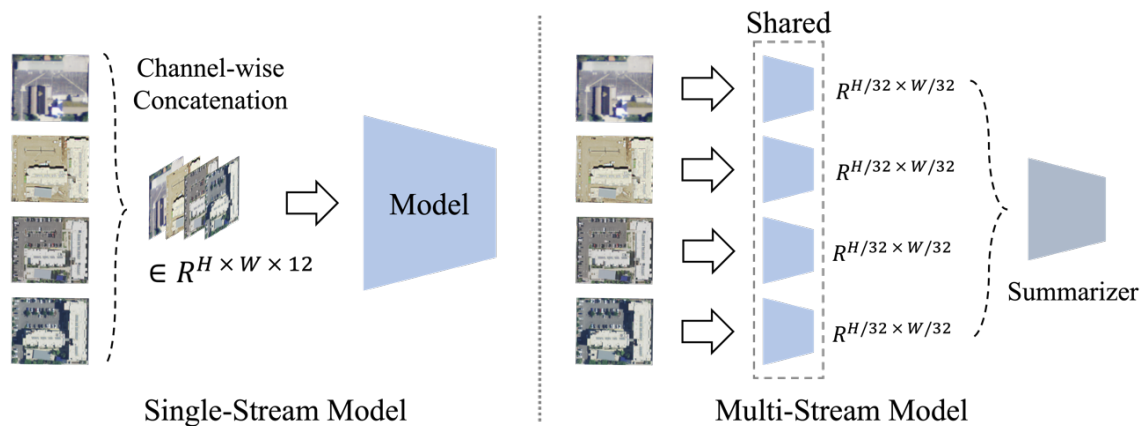 Channel-wise
Concatenation
∈ R^{H × W × 12}
Model
Single-Stream Model
Shared
R^{H/32 × W/32}
R^{H/32 × W/32}
R^{H/32 × W/32}
R^{H/32 × W/32}
Summarizer
Multi-Stream Model